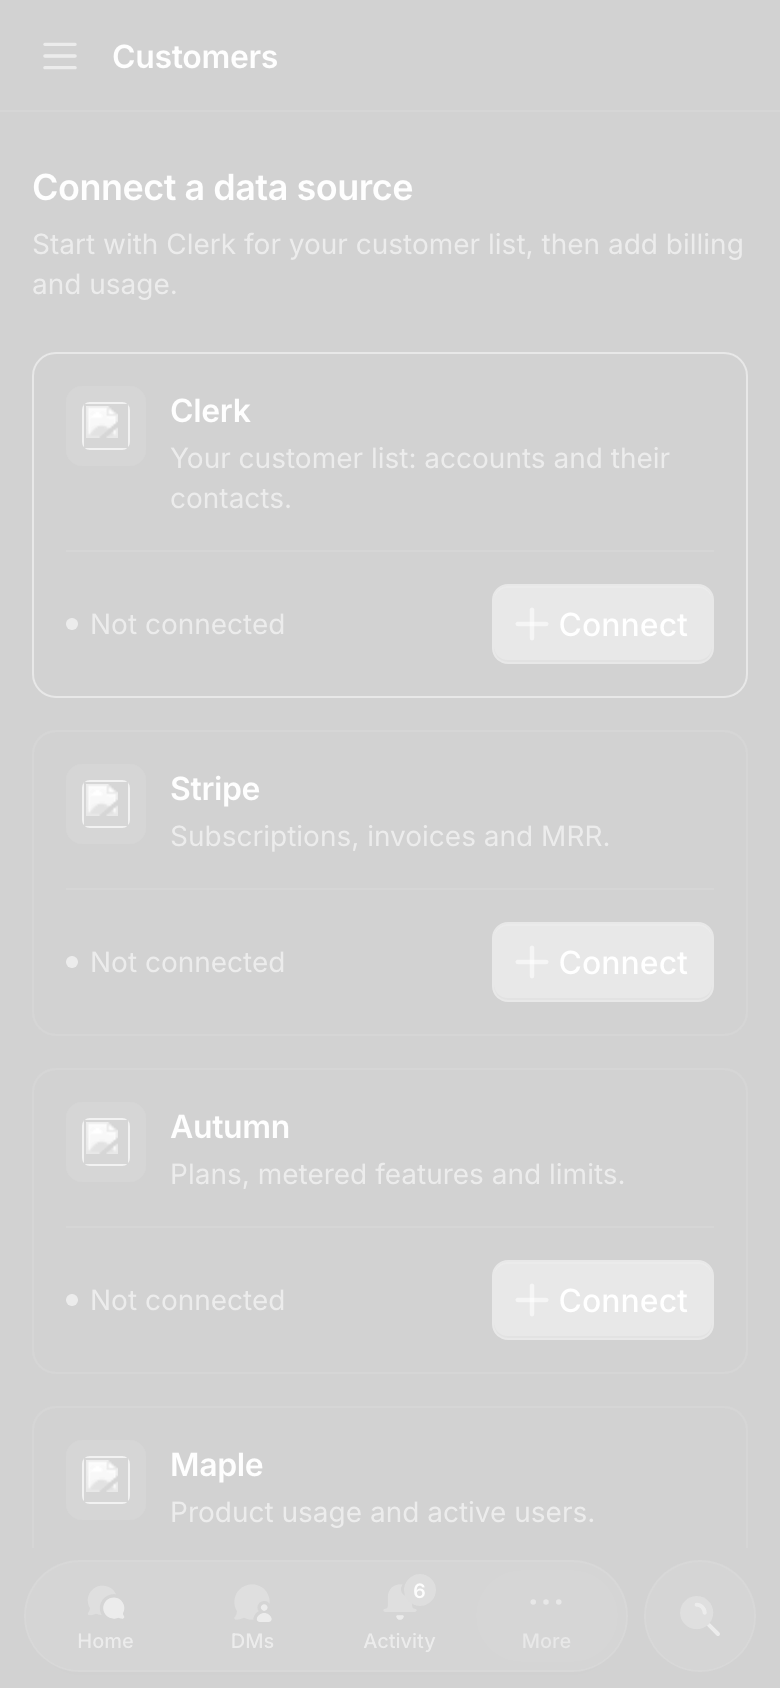 Customers
Connect a data source
Start with Clerk for your customer list, then add billing
and usage.
Clerk
Your customer list: accounts and their
contacts.
Not connected
Connect
Stripe
Subscriptions, invoices and MRR.
Not connected
Connect
Autumn
Plans, metered features and limits.
Not connected
Connect
Maple
Product usage and active users.
6
Home
DMs
Activity
More